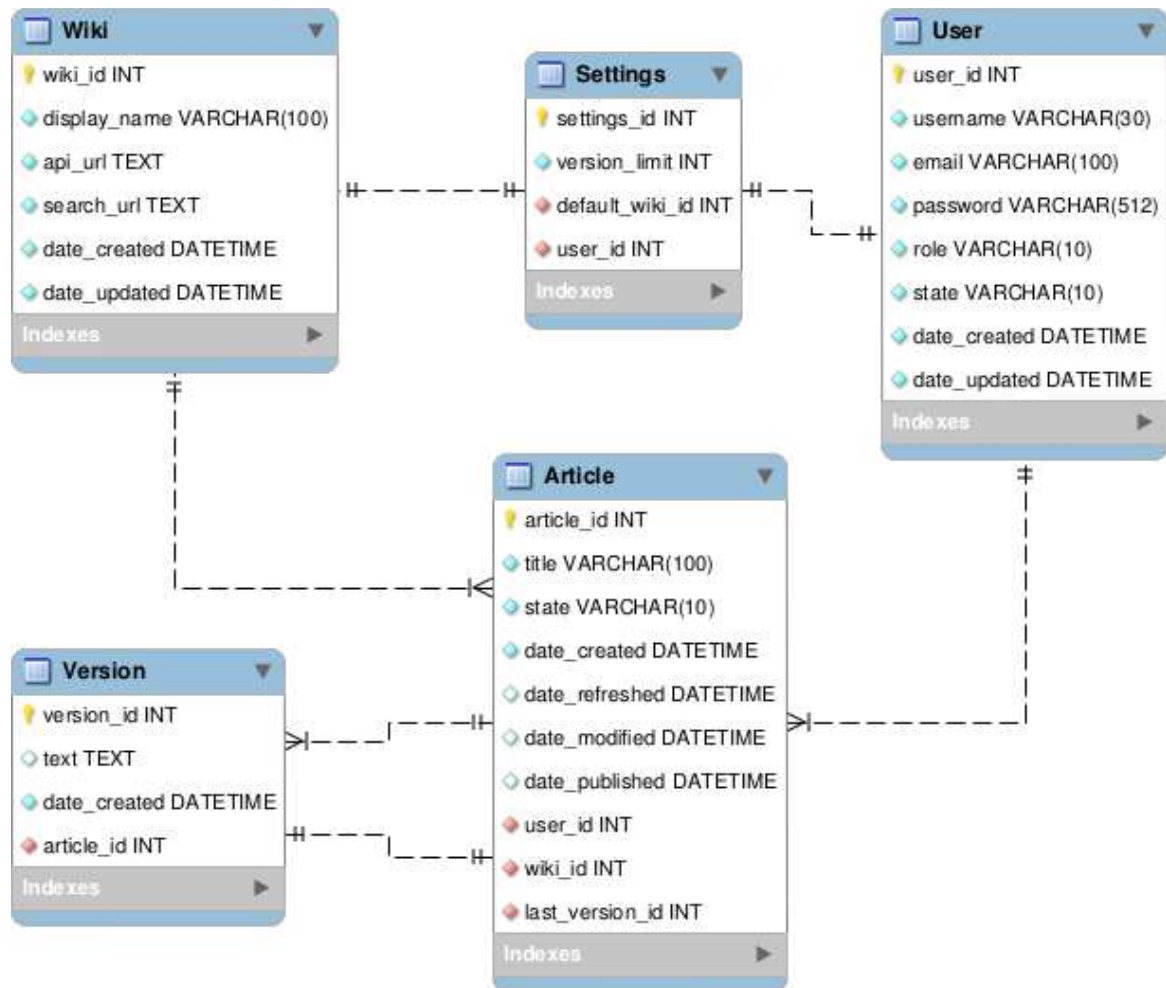 Wiki
wiki_id INT
display_name VARCHAR(100)
api_url TEXT
search_url TEXT
date_created DATETIME
date_updated DATETIME
Indexes
Settings
settings_id INT
version_limit INT
default_wiki_id INT
user_id INT
Indexes
User
user_id INT
username VARCHAR(30)
email VARCHAR(100)
password VARCHAR(512)
role VARCHAR(10)
state VARCHAR(10)
date_created DATETIME
date_updated DATETIME
Indexes
Article
article_id INT
title VARCHAR(100)
state VARCHAR(10)
date_created DATETIME
date_refreshed DATETIME
date_modified DATETIME
date_published DATETIME
user_id INT
wiki_id INT
last_version_id INT
Indexes
Version
version_id INT
text TEXT
date_created DATETIME
article_id INT
Indexes